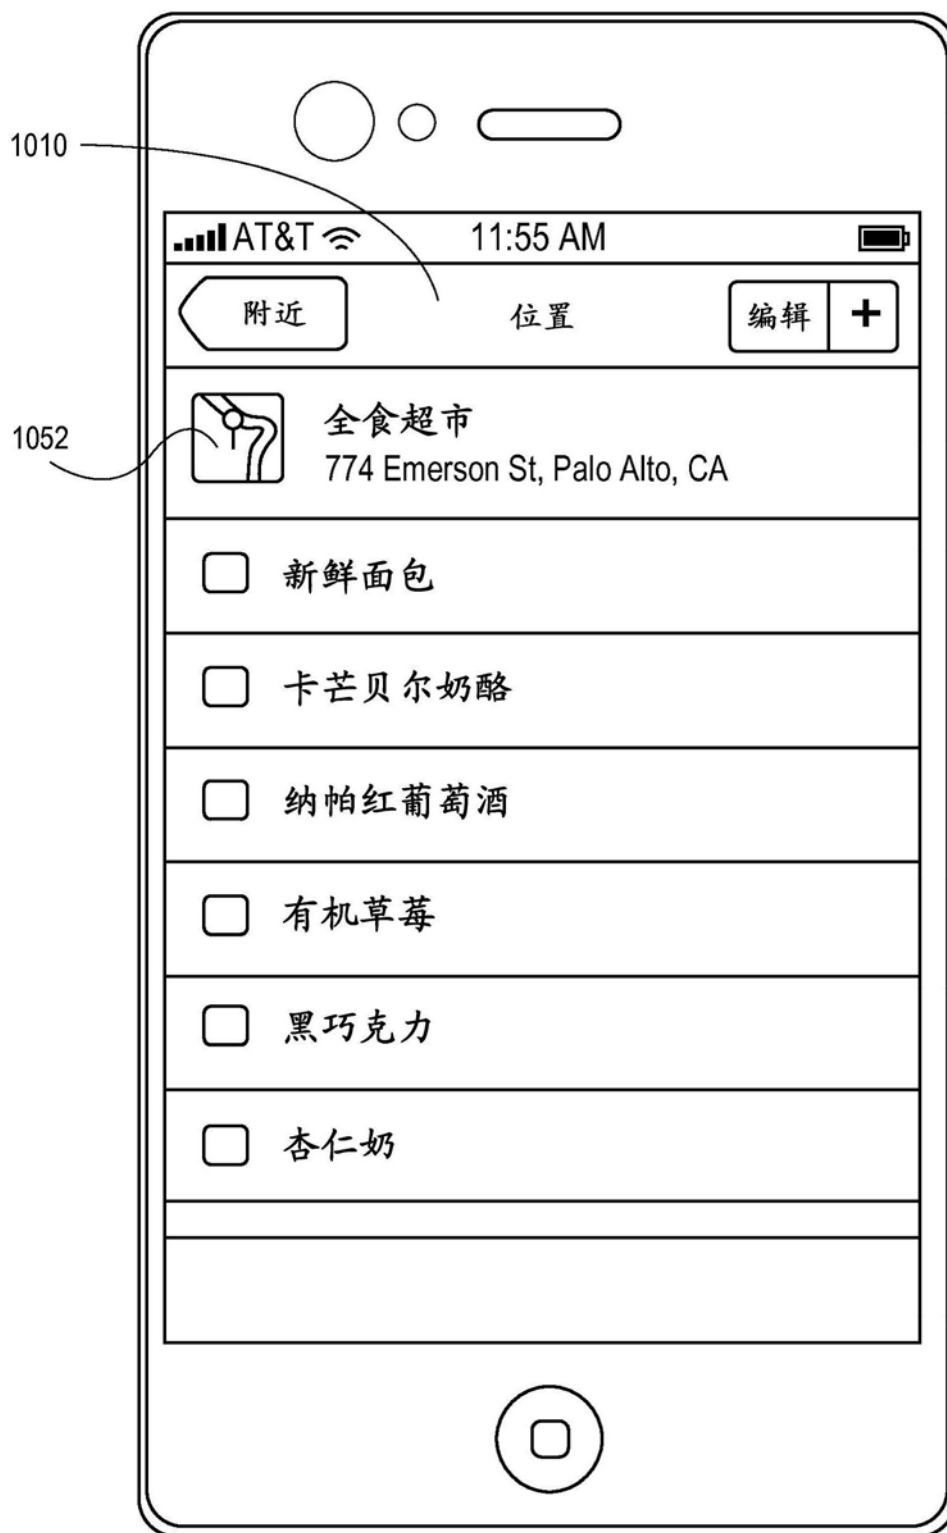 1010
AT&T 11:55 AM
附近 位置 编辑 +
1052
全食超市
774 Emerson St, Palo Alto, CA
新鲜面包
卡芒贝尔奶酪
纳帕红葡萄酒
有机草莓
黑巧克力
杏仁奶